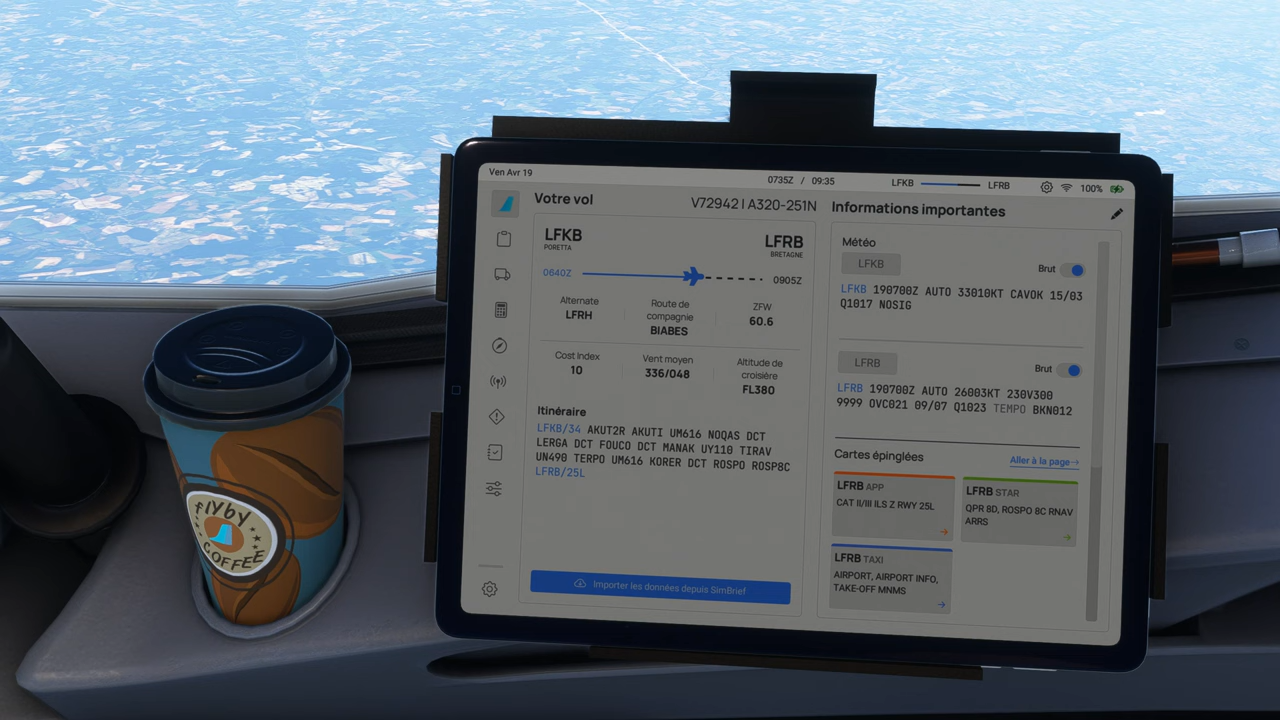 Ven Avr 19
0735Z / 09:35
LFKB LFRB
100%
Votre vol
V72942 | A320-251N
LFKB
PORETTA
LFRB
BRETAGNE
0640Z
0905Z
Alternate
LFRH
Route de
compagnie
BIABES
ZFW
60.6
Cost Index
10
Vent moyen
336/048
Altitude de
croisière
FL380
Itinéraire
LFKB/34 AKUT2R AKUTI UM616 NOQAS DCT
LERGA DCT FOUCO DCT MANAK UY110 TIRAV
UN490 TERPO UM616 KORER DCT ROSPO ROSP8C
LFRB/25L
Importer les données depuis SimBrief
Informations importantes
Météo
LFKB
Brut
LFKB 190700Z AUTO 33010KT CAVOK 15/03
Q1017 NOSIG
LFRB
Brut
LFRB 190700Z AUTO 26003KT 230V300
9999 OVC021 09/07 Q1023 TEMPO BKN012
Cartes épinglées
Aller à la page→
LFRB APP
CAT II/III ILS Z RWY 25L
LFRB STAR
QPR 8D, ROSPO 8C RNAV
ARRS
LFRB TAXI
AIRPORT, AIRPORT INFO,
TAKE-OFF MNMS
flyby
COFFEE